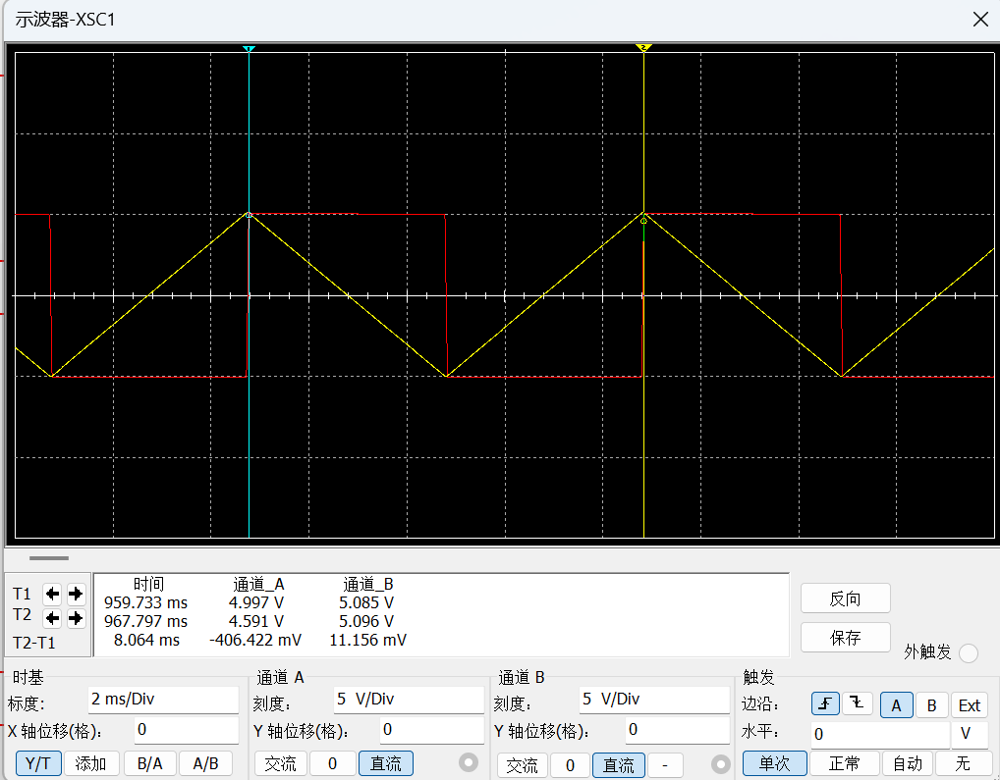 示波器-XSC1
1
2
时间 通道_A 通道_B
T1 959.733 ms 4.997 V 5.085 V
T2 967.797 ms 4.591 V 5.096 V
T2-T1 8.064 ms -406.422 mV 11.156 mV
反向
保存
外触发
时基
标度: 2 ms/Div
X 轴位移(格): 0
Y/T 添加 B/A A/B
通道 A
刻度: 5 V/Div
Y 轴位移(格): 0
交流 0 直流
通道 B
刻度: 5 V/Div
Y 轴位移(格): 0
交流 0 直流 -
触发
边沿: A B Ext
水平: 0 V
单次 正常 自动 无